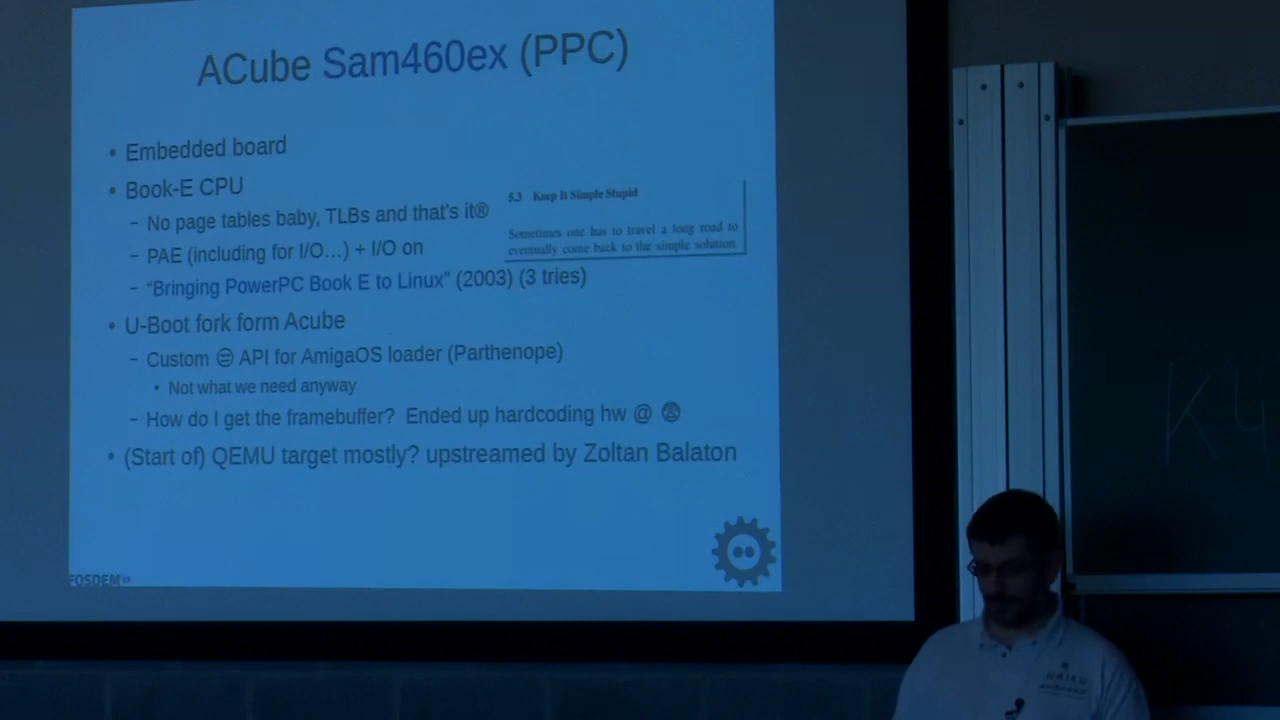 ACube Sam460ex (PPC)
• Embedded board
• Book-E CPU
– No page tables baby, TLBs and that's it®
– PAE (including for I/O…) + I/O on
– “Bringing PowerPC Book E to Linux” (2003) (3 tries)
5.3 Keep It Simple Stupid
Sometimes one has to travel a long road to
eventually come back to the simple solution.
• U-Boot fork form Acube
– Custom 😒 API for AmigaOS loader (Parthenope)
• Not what we need anyway
– How do I get the framebuffer? Ended up hardcoding hw @ 😨
• (Start of) QEMU target mostly? upstreamed by Zoltan Balaton
FOSDEM
K4
HAIKU